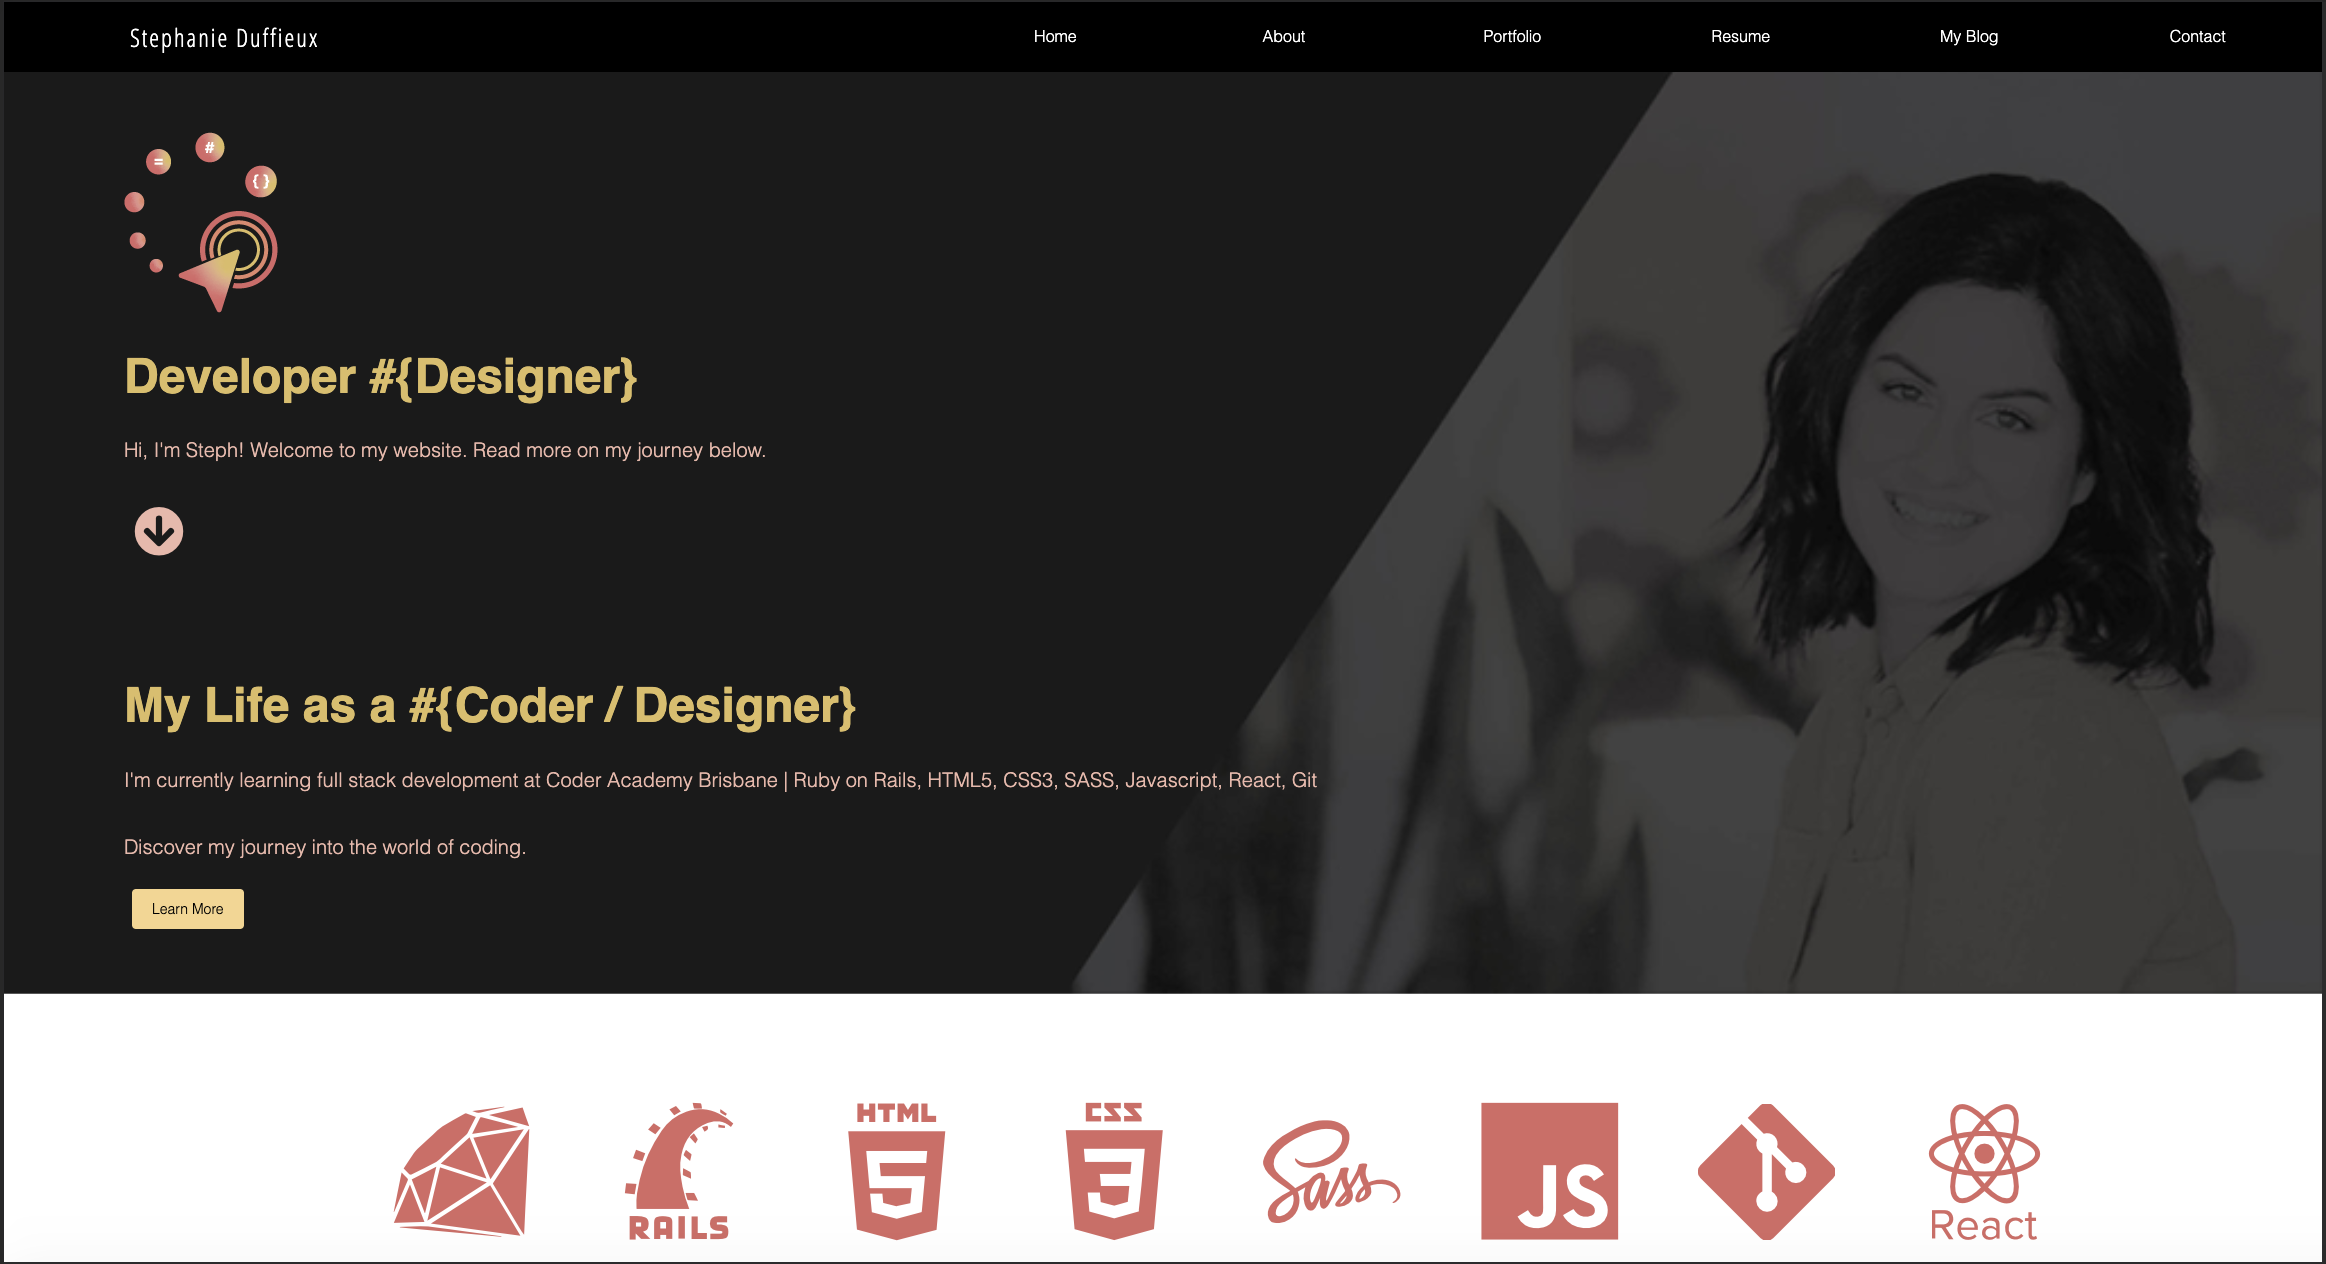 Stephanie Duffieux
Home About Portfolio Resume My Blog Contact
= # { }
Developer #{Designer}
Hi, I'm Steph! Welcome to my website. Read more on my journey below.
My Life as a #{Coder / Designer}
I'm currently learning full stack development at Coder Academy Brisbane | Ruby on Rails, HTML5, CSS3, SASS, Javascript, React, Git
Discover my journey into the world of coding.
Learn More
RAILS
HTML
5
CSS
3
Sass
JS
React